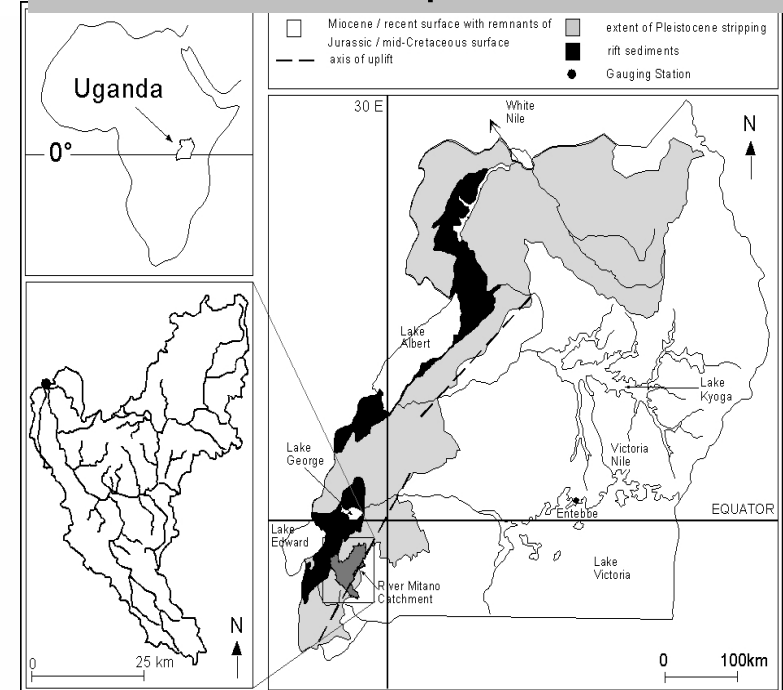 Uganda
0°
Miocene / recent surface with remnants of
Jurassic / mid-Cretaceous surface
axis of uplift
extent of Pleistocene stripping
rift sediments
Gauging Station
30 E
White
Nile
N
Lake
Albert
Lake
Kyoga
Lake
George
Victoria
Nile
Entebbe
EQUATOR
Lake
Edward
Lake
Victoria
River Mitano
Catchment
0 100km
N
0 25 km